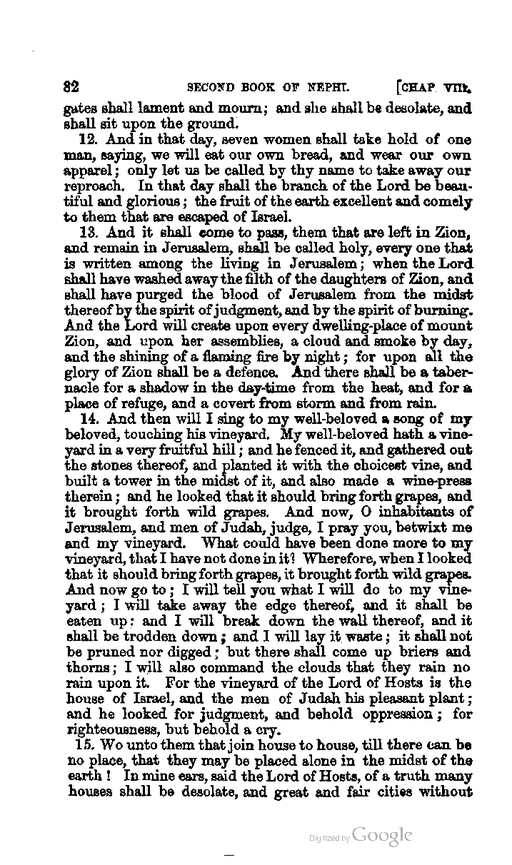 82 SECOND BOOK OF NEPHI. [CHAP VIII.
gates shall lament and mourn; and she shall be desolate, and
shall sit upon the ground.
12. And in that day, seven women shall take hold of one
man, saying, we will eat our own bread, and wear our own
apparel; only let us be called by thy name to take away our
reproach. In that day shall the branch of the Lord be beau-
tiful and glorious; the fruit of the earth excellent and comely
to them that are escaped of Israel.
13. And it shall come to pass, them that are left in Zion,
and remain in Jerusalem, shall be called holy, every one that
is written among the living in Jerusalem; when the Lord
shall have washed away the filth of the daughters of Zion, and
shall have purged the blood of Jerusalem from the midst
thereof by the spirit of judgment, and by the spirit of burning.
And the Lord will create upon every dwelling-place of mount
Zion, and upon her assemblies, a cloud and smoke by day,
and the shining of a flaming fire by night; for upon all the
glory of Zion shall be a defence. And there shall be a taber-
nacle for a shadow in the day-time from the heat, and for a
place of refuge, and a covert from storm and from rain.
14. And then will I sing to my well-beloved a song of my
beloved, touching his vineyard. My well-beloved hath a vine-
yard in a very fruitful hill; and he fenced it, and gathered out
the stones thereof, and planted it with the choicest vine, and
built a tower in the midst of it, and also made a wine-press
therein; and he looked that it should bring forth grapes, and
it brought forth wild grapes. And now, O inhabitants of
Jerusalem, and men of Judah, judge, I pray you, betwixt me
and my vineyard. What could have been done more to my
vineyard, that I have not done in it? Wherefore, when I looked
that it should bring forth grapes, it brought forth wild grapes.
And now go to; I will tell you what I will do to my vine-
yard; I will take away the edge thereof, and it shall be
eaten up: and I will break down the wall thereof, and it
shall be trodden down; and I will lay it waste; it shall not
be pruned nor digged; but there shall come up briers and
thorns; I will also command the clouds that they rain no
rain upon it. For the vineyard of the Lord of Hosts is the
house of Israel, and the men of Judah his pleasant plant;
and he looked for judgment, and behold oppression; for
righteousness, but behold a cry.
15. Wo unto them that join house to house, till there can be
no place, that they may be placed alone in the midst of the
earth! In mine ears, said the Lord of Hosts, of a truth many
houses shall be desolate, and great and fair cities without
Digitized by Google